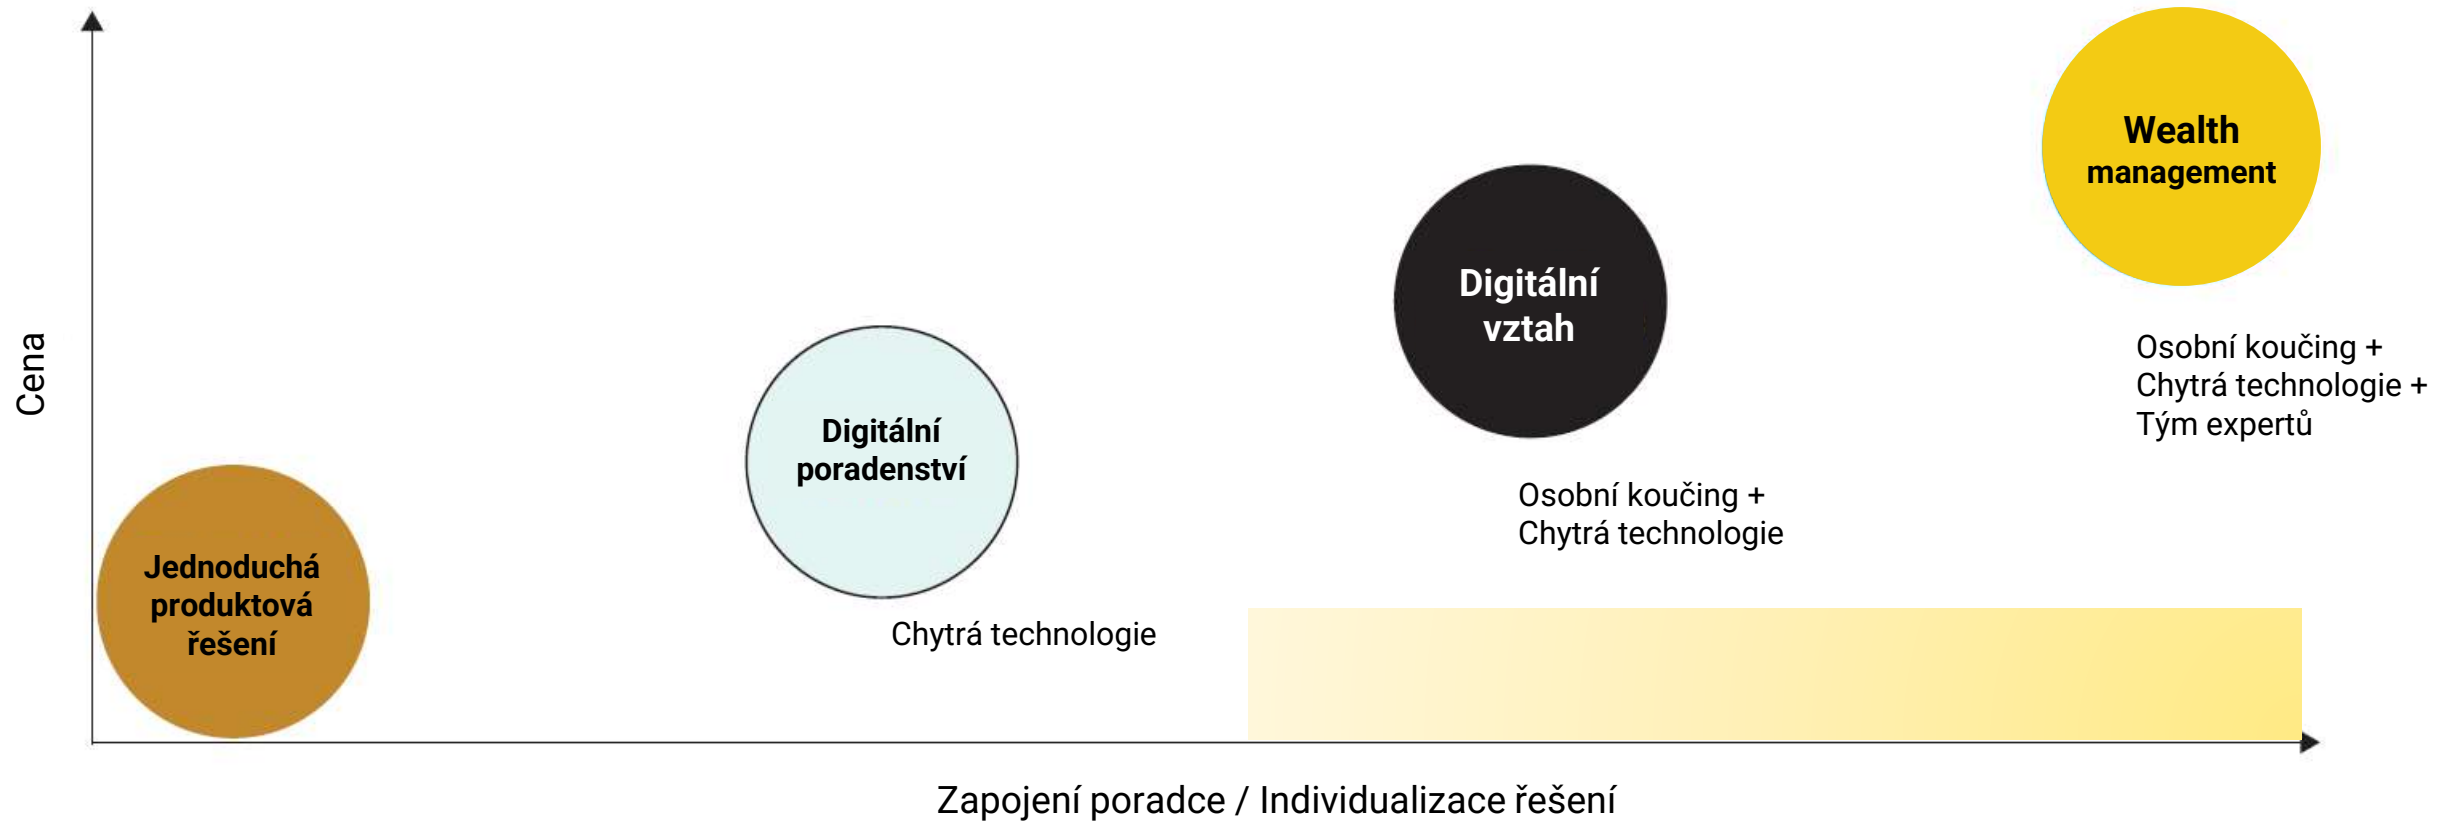 Cena
Jednoduchá
produktová
řešení
Digitální
poradenství
Chytrá technologie
Digitální
vztah
Osobní koučing +
Chytrá technologie
Wealth
management
Osobní koučing +
Chytrá technologie +
Tým expertů
Zapojení poradce / Individualizace řešení